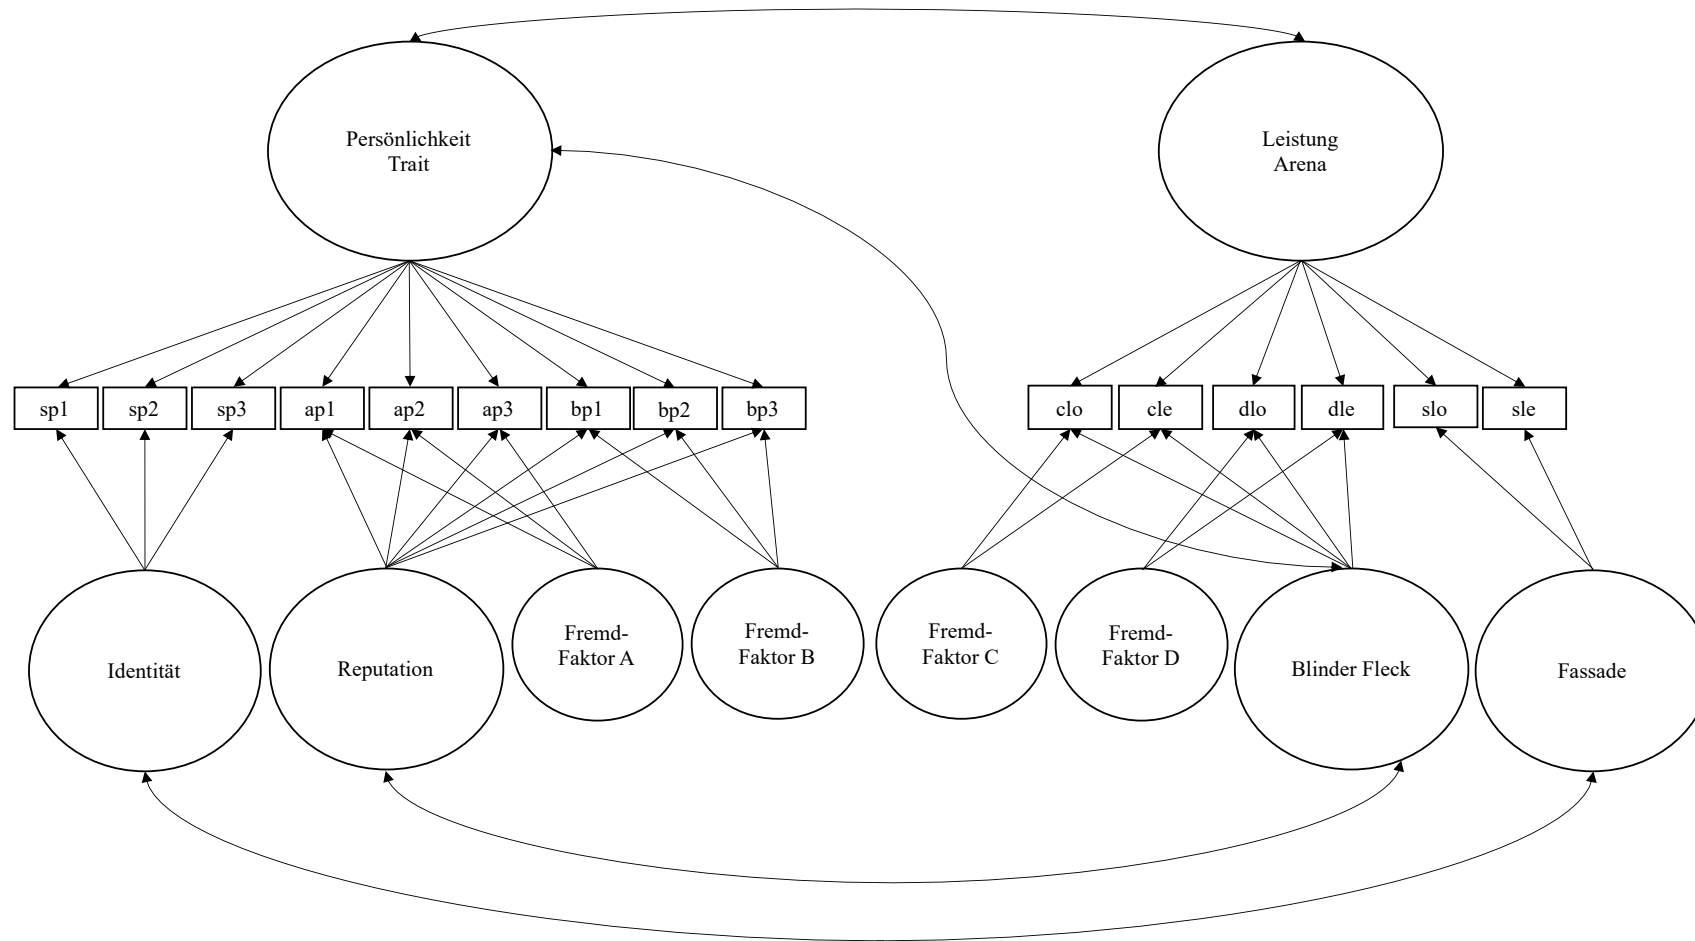 Persönlichkeit
Trait
Leistung
Arena
sp1
sp2
sp3
ap1
ap2
ap3
bp1
bp2
bp3
clo
cle
dlo
dle
slo
sle
Identität
Reputation
Fremd-
Faktor A
Fremd-
Faktor B
Fremd-
Faktor C
Fremd-
Faktor D
Blinder Fleck
Fassade